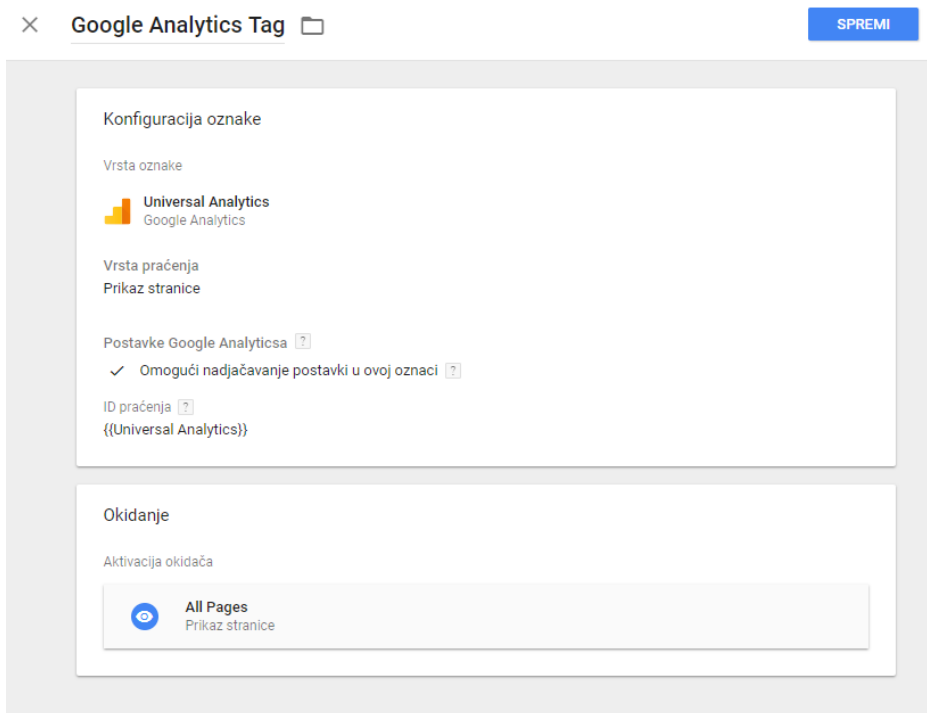 Google Analytics Tag
SPREMI
Konfiguracija oznake
Vrsta oznake
Universal Analytics
Google Analytics
Vrsta praćenja
Prikaz stranice
Postavke Google Analyticsa ?
Omogući nadjačavanje postavki u ovoj oznaci ?
ID praćenja ?
{{Universal Analytics}}
Okidanje
Aktivacija okidača
All Pages
Prikaz stranice